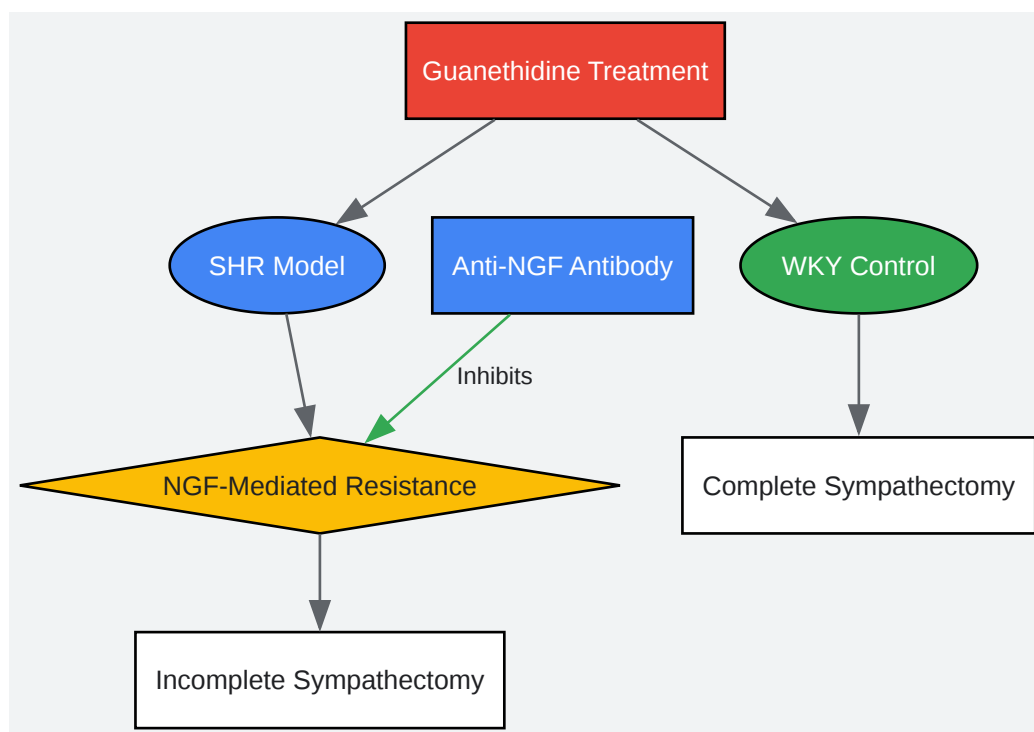 Guanethidine Treatment
SHR Model
Anti-NGF Antibody
WKY Control
Inhibits
NGF-Mediated Resistance
Complete Sympathectomy
Incomplete Sympathectomy